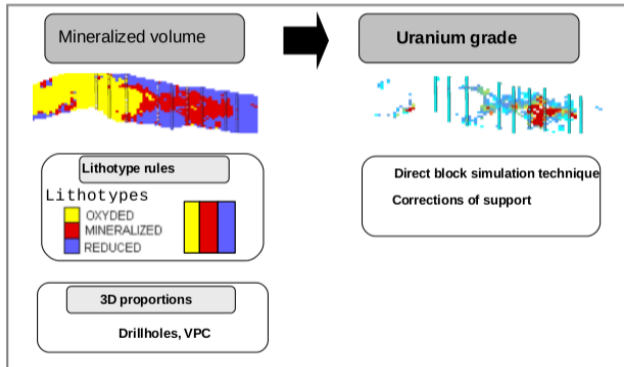 Mineralized volume
Uranium grade
Lithotype rules
Lithotypes
OXYDED
MINERALIZED
REDUCED
3D proportions
Drillholes, VPC
Direct block simulation technique
Corrections of support